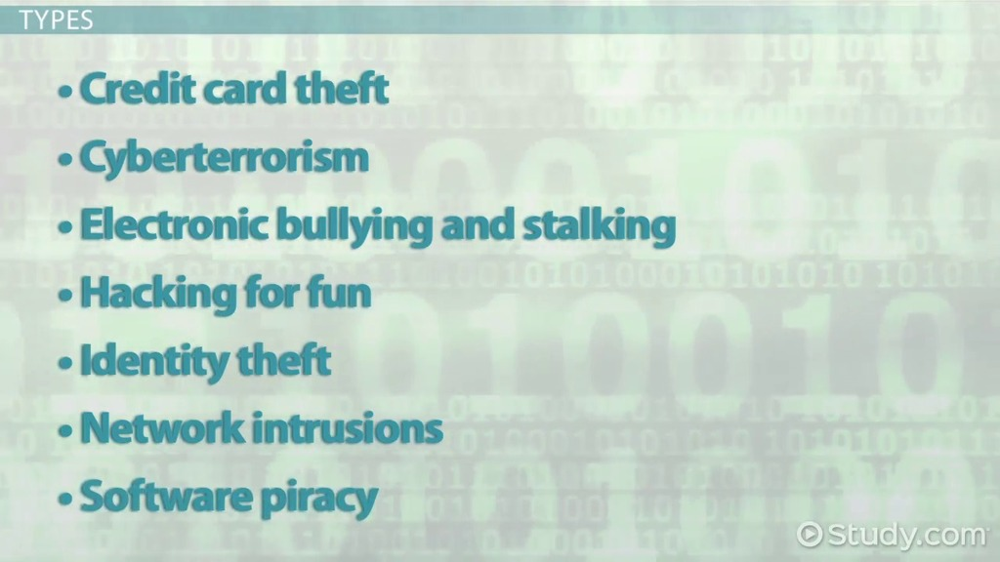 TYPES
• Credit card theft
• Cyberterrorism
• Electronic bullying and stalking
• Hacking for fun
• Identity theft
• Network intrusions
• Software piracy
Study.com